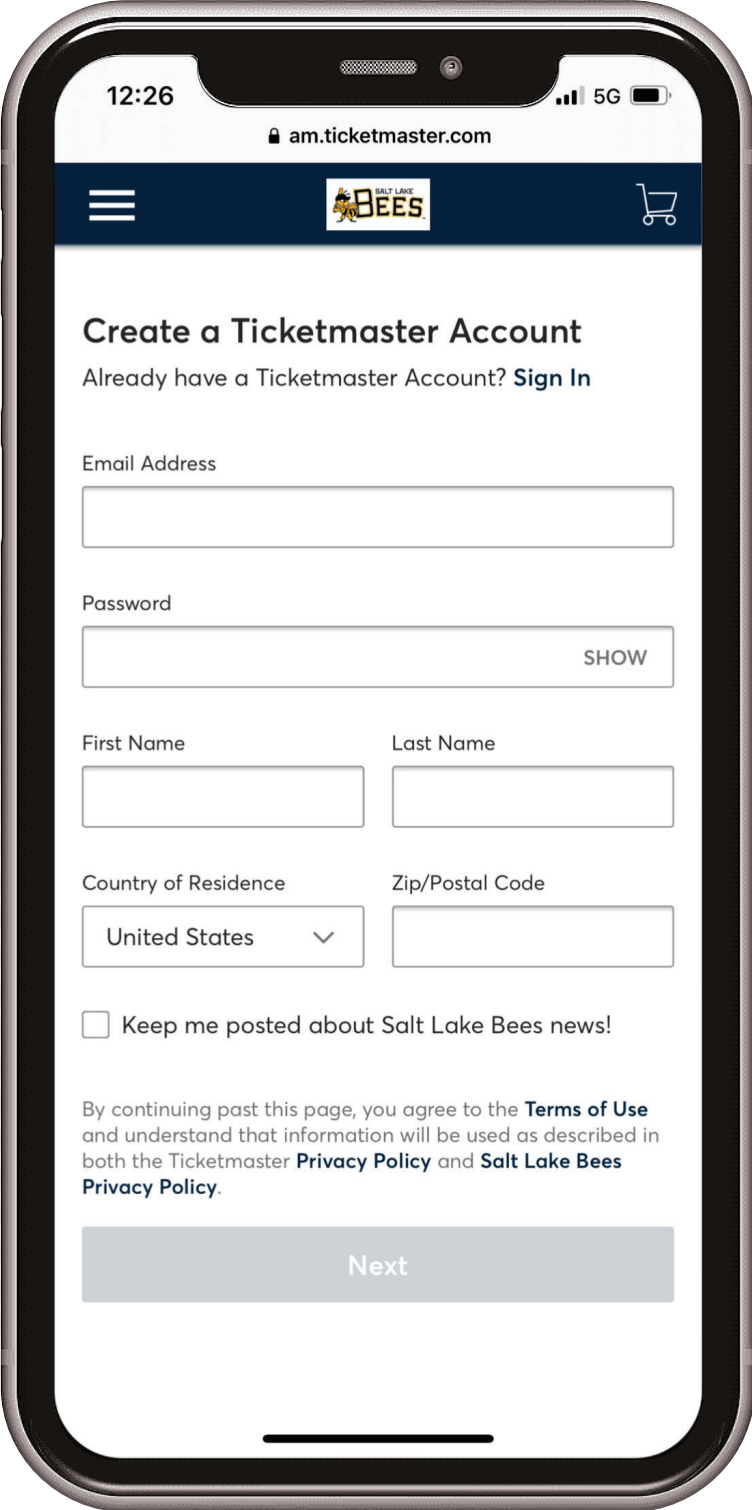 12:26
5G
am.ticketmaster.com
SALT LAKE
BEES
Create a Ticketmaster Account
Already have a Ticketmaster Account? Sign In
Email Address
Password
SHOW
First Name
Last Name
Country of Residence
Zip/Postal Code
United States
Keep me posted about Salt Lake Bees news!
By continuing past this page, you agree to the Terms of Use
and understand that information will be used as described in
both the Ticketmaster Privacy Policy and Salt Lake Bees
Privacy Policy.
Next